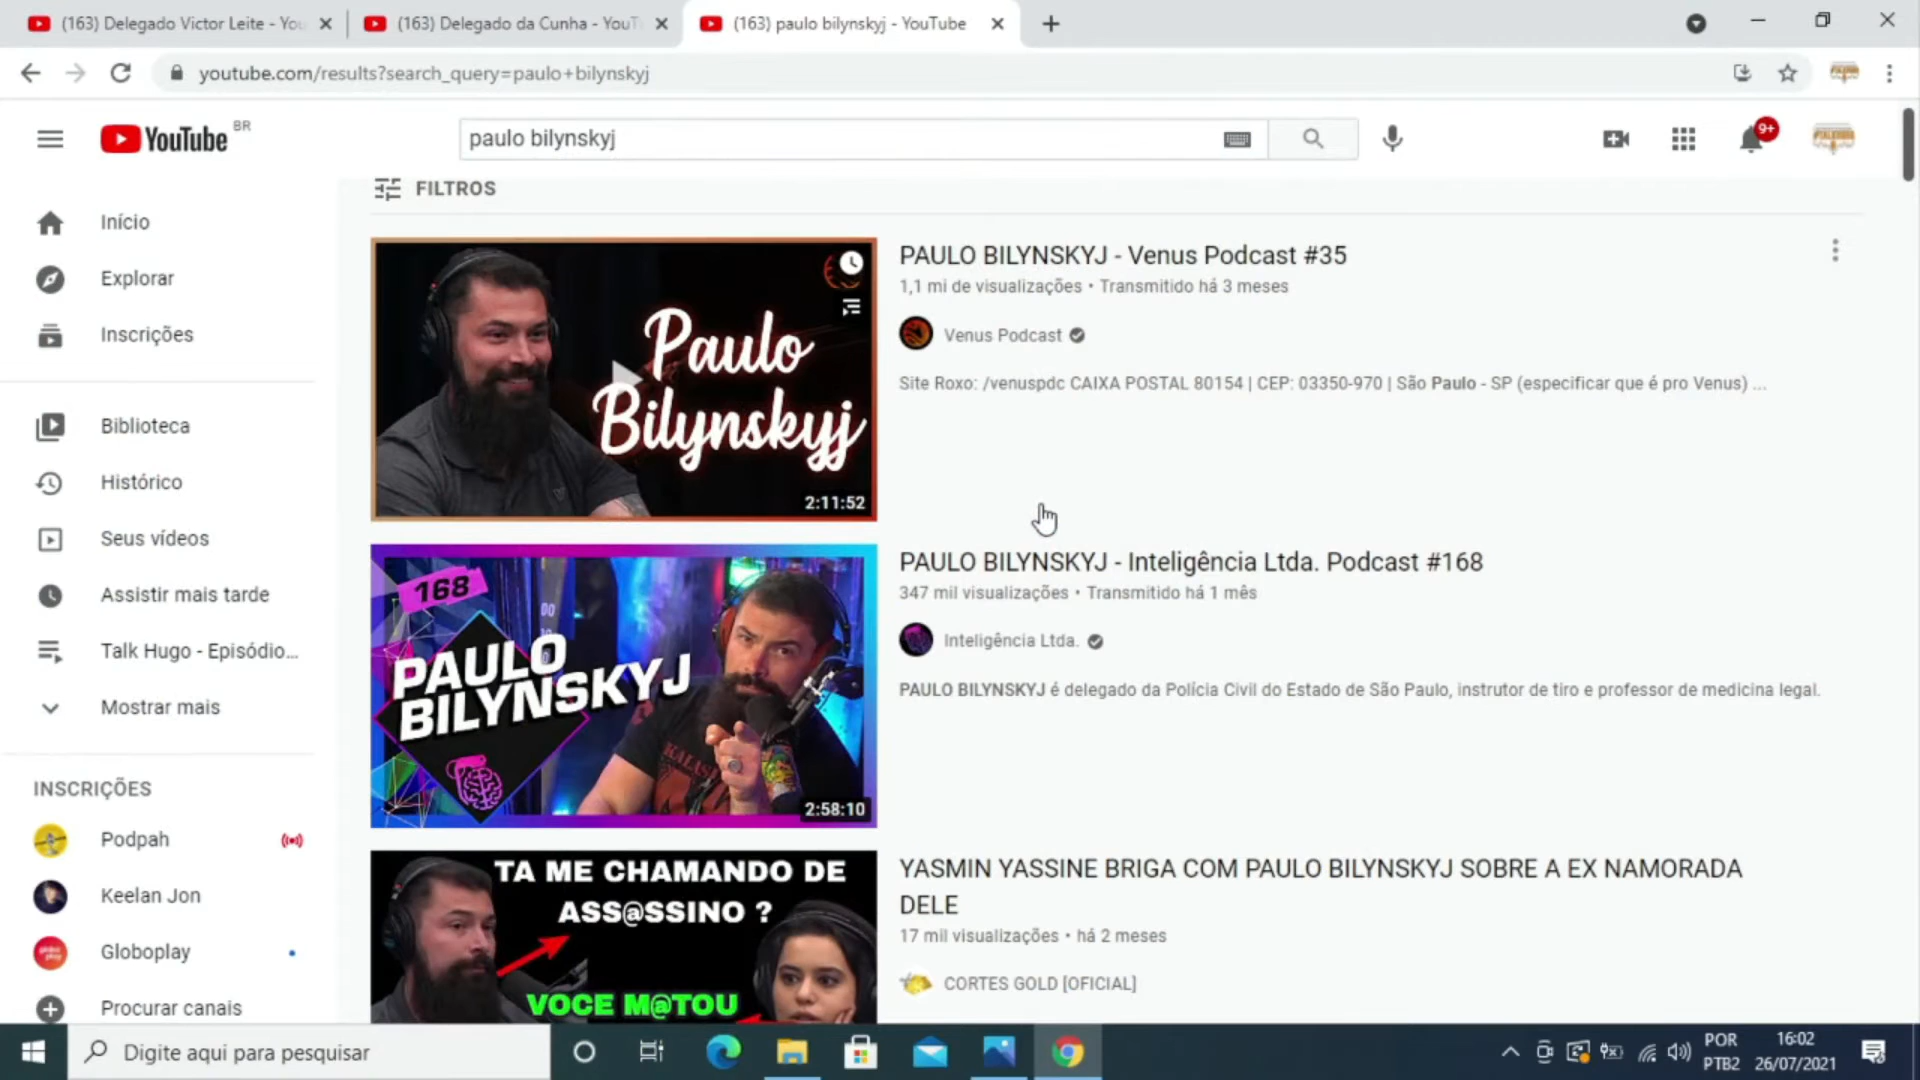 (163) Delegado Victor Leite - You
(163) Delegado da Cunha - YouT
(163) paulo bilynskyj - YouTube
youtube.com/results?search_query=paulo+bilynskyj
YouTube BR
paulo bilynskyj
9+
FILTROS
Início
Explorar
Inscrições
Biblioteca
Histórico
Seus vídeos
Assistir mais tarde
Talk Hugo - Episódio...
Mostrar mais
INSCRIÇÕES
Podpah
Keelan Jon
Globoplay
Procurar canais
Paulo
Bilynskyj
2:11:52
PAULO BILYNSKYJ - Venus Podcast #35
1,1 mi de visualizações • Transmitido há 3 meses
Venus Podcast
Site Roxo: /venuspdc CAIXA POSTAL 80154 | CEP: 03350-970 | São Paulo - SP (especificar que é pro Venus) ...
168
PAULO
BILYNSKYJ
KALAS
2:58:10
PAULO BILYNSKYJ - Inteligência Ltda. Podcast #168
347 mil visualizações • Transmitido há 1 mês
Inteligência Ltda.
PAULO BILYNSKYJ é delegado da Polícia Civil do Estado de São Paulo, instrutor de tiro e professor de medicina legal.
TA ME CHAMANDO DE
ASS@SSINO ?
VOCE M@TOU
YASMIN YASSINE BRIGA COM PAULO BILYNSKYJ SOBRE A EX NAMORADA
DELE
17 mil visualizações • há 2 meses
CORTES GOLD [OFICIAL]
Digite aqui para pesquisar
POR
PTB2
16:02
26/07/2021